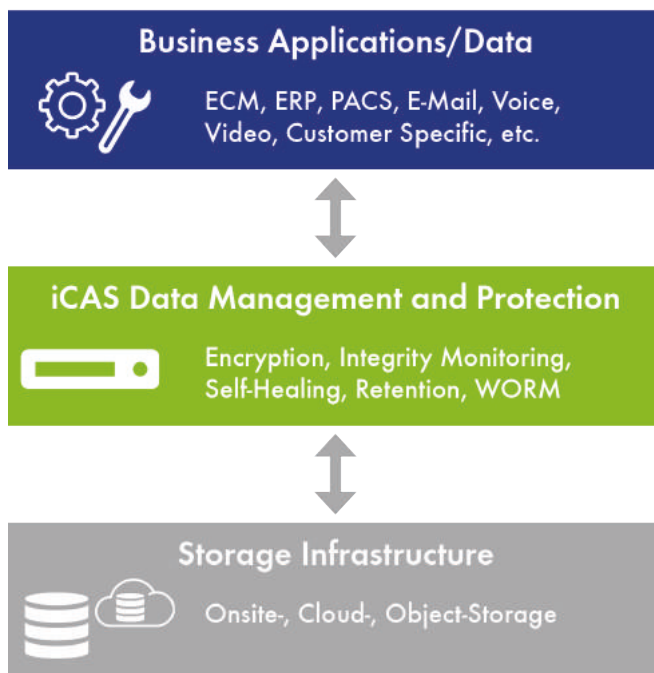 Business Applications/Data
ECM, ERP, PACS, E-Mail, Voice,
Video, Customer Specific, etc.
iCAS Data Management and Protection
Encryption, Integrity Monitoring,
Self-Healing, Retention, WORM
Storage Infrastructure
Onsite-, Cloud-, Object-Storage